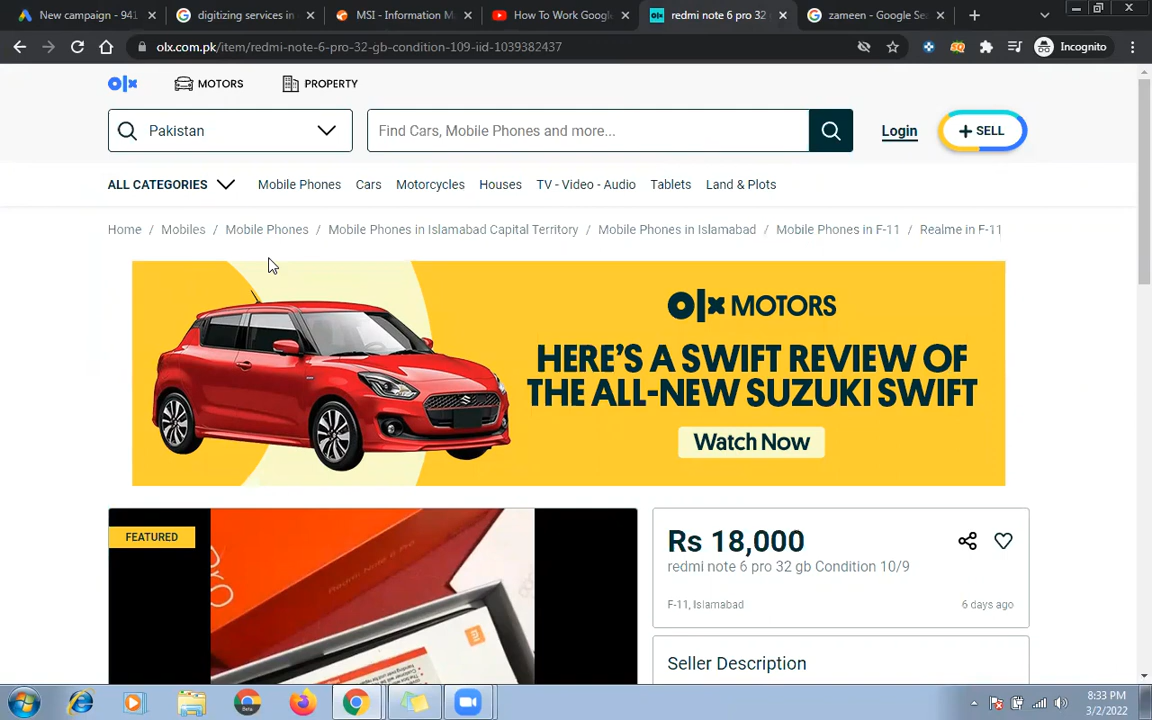 New campaign - 941
digitizing services in
MSI - Information M
How To Work Googl
redmi note 6 pro 32
zameen - Google Se
olx.com.pk/item/redmi-note-6-pro-32-gb-condition-109-iid-1039382437
Incognito
olx
MOTORS
PROPERTY
Pakistan
Find Cars, Mobile Phones and more...
Login
+ SELL
ALL CATEGORIES
Mobile Phones
Cars
Motorcycles
Houses
TV - Video - Audio
Tablets
Land & Plots
Home / Mobiles / Mobile Phones / Mobile Phones in Islamabad Capital Territory / Mobile Phones in Islamabad / Mobile Phones in F-11 / Realme in F-11
olx MOTORS
HERE'S A SWIFT REVIEW OF
THE ALL-NEW SUZUKI SWIFT
Watch Now
FEATURED
Redmi Note 6 Pro
Rs 18,000
redmi note 6 pro 32 gb Condition 10/9
F-11, Islamabad
6 days ago
Seller Description
8:33 PM
3/2/2022